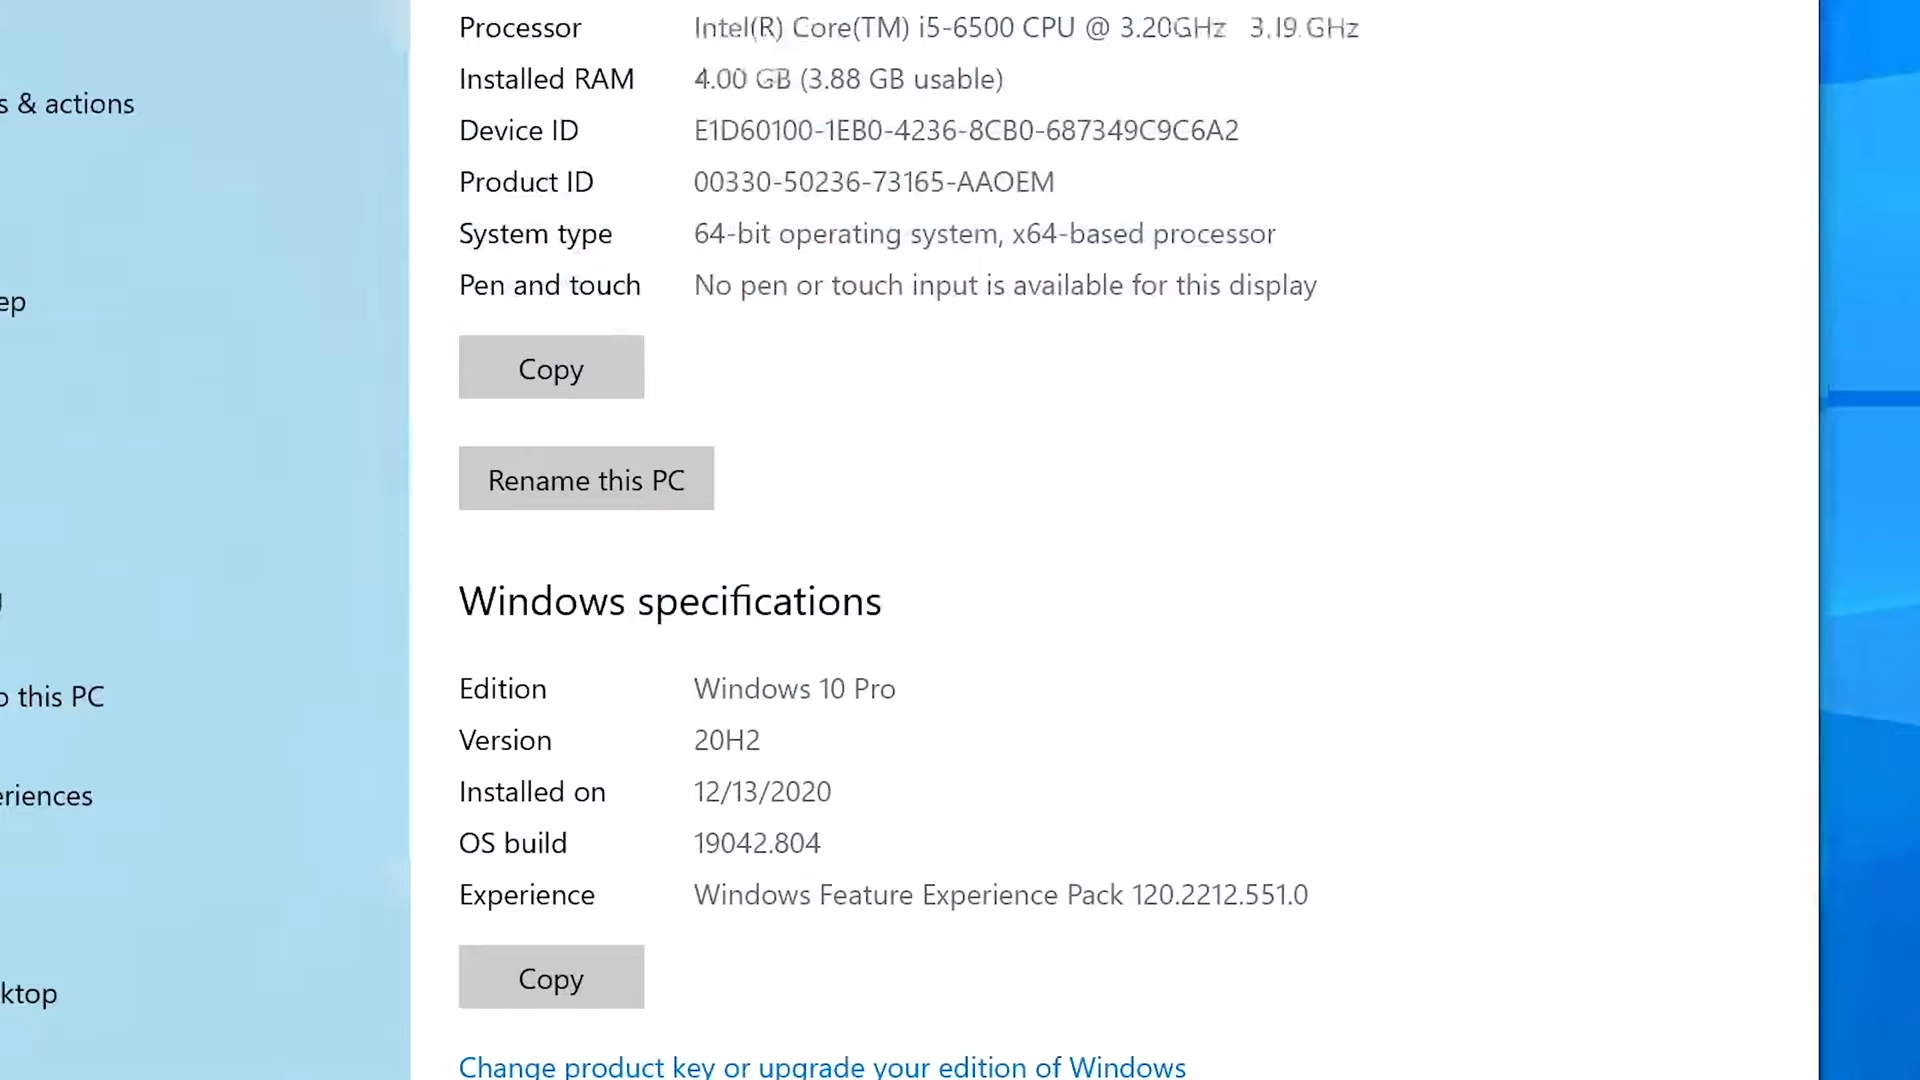 s & actions
ep
o this PC
eriences
ktop
Processor Intel(R) Core(TM) i5-6500 CPU @ 3.20GHz 3.19 GHz
Installed RAM 4.00 GB (3.88 GB usable)
Device ID E1D60100-1EB0-4236-8CB0-687349C9C6A2
Product ID 00330-50236-73165-AAOEM
System type 64-bit operating system, x64-based processor
Pen and touch No pen or touch input is available for this display
Copy
Rename this PC
Windows specifications
Edition Windows 10 Pro
Version 20H2
Installed on 12/13/2020
OS build 19042.804
Experience Windows Feature Experience Pack 120.2212.551.0
Copy
Change product key or upgrade your edition of Windows